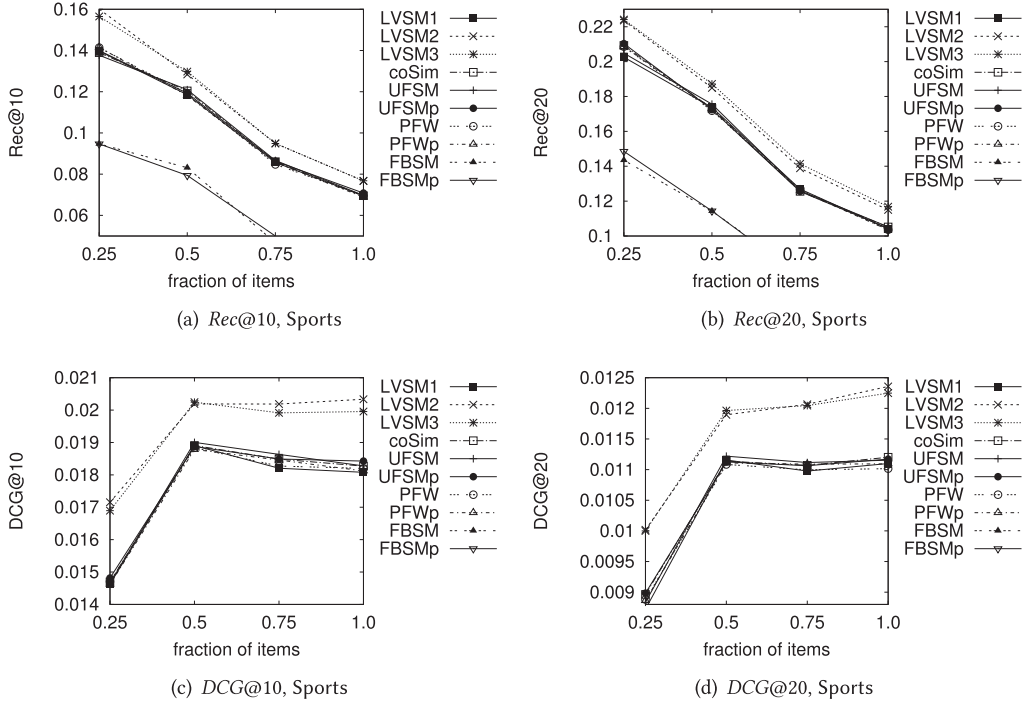 Rec@10
0.16
0.14
0.12
0.1
0.08
0.06
0.25
0.5
0.75
1.0
fraction of items
LVSM1
LVSM2
LVSM3
coSim
UFSM
UFSMp
PFW
PFWp
FBSM
FBSMp
(a) Rec@10, Sports
Rec@20
0.22
0.2
0.18
0.16
0.14
0.12
0.1
0.25
0.5
0.75
1.0
fraction of items
LVSM1
LVSM2
LVSM3
coSim
UFSM
UFSMp
PFW
PFWp
FBSM
FBSMp
(b) Rec@20, Sports
DCG@10
0.021
0.02
0.019
0.018
0.017
0.016
0.015
0.014
0.25
0.5
0.75
1.0
fraction of items
LVSM1
LVSM2
LVSM3
coSim
UFSM
UFSMp
PFW
PFWp
FBSM
FBSMp
(c) DCG@10, Sports
DCG@20
0.0125
0.012
0.0115
0.011
0.0105
0.01
0.0095
0.009
0.25
0.5
0.75
1.0
fraction of items
LVSM1
LVSM2
LVSM3
coSim
UFSM
UFSMp
PFW
PFWp
FBSM
FBSMp
(d) DCG@20, Sports